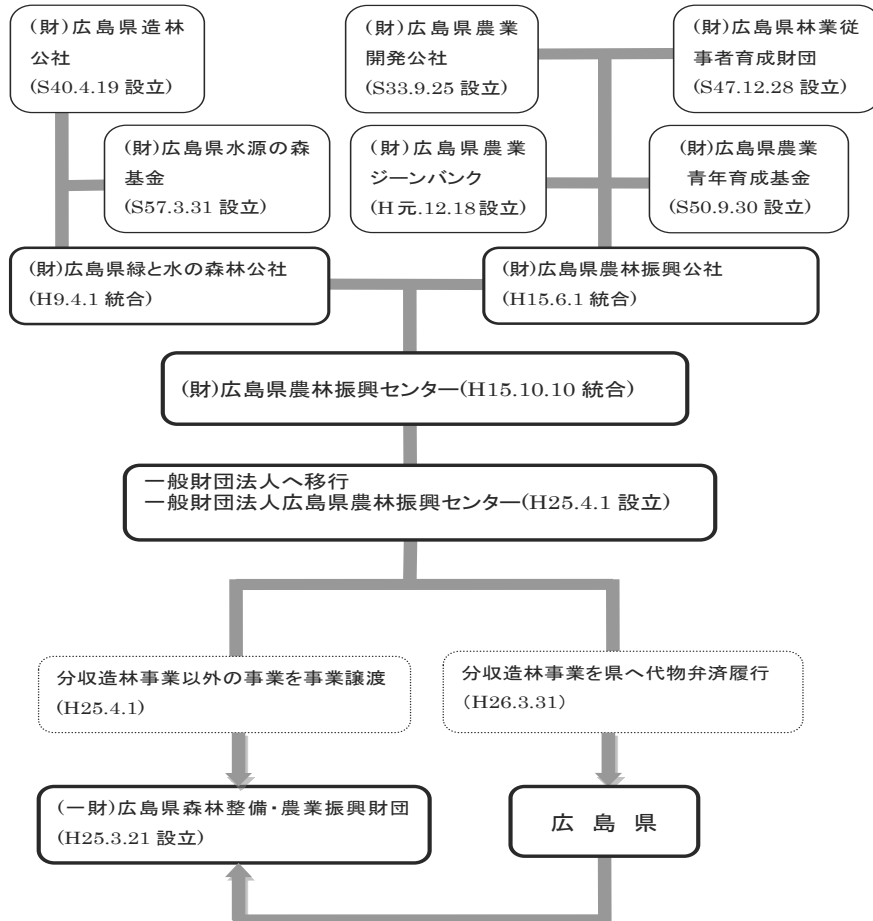 (財)広島県造林
公社
(S40.4.19 設立)
(財)広島県農業
開発公社
(S33.9.25 設立)
(財)広島県林業従
事者育成財団
(S47.12.28 設立)
(財)広島県水源の森
基金
(S57.3.31 設立)
(財)広島県農業
ジーンバンク
(H元.12.18設立)
(財)広島県農業
青年育成基金
(S50.9.30 設立)
(財)広島県緑と水の森林公社
(H9.4.1 統合)
(財)広島県農林振興公社
(H15.6.1 統合)
(財)広島県農林振興センター(H15.10.10 統合)
一般財団法人へ移行
一般財団法人広島県農林振興センター(H25.4.1 設立)
分収造林事業以外の事業を事業譲渡
(H25.4.1)
分収造林事業を県へ代物弁済履行
（H26.3.31）
(一財)広島県森林整備・農業振興財団
(H25.3.21 設立)
広 島 県